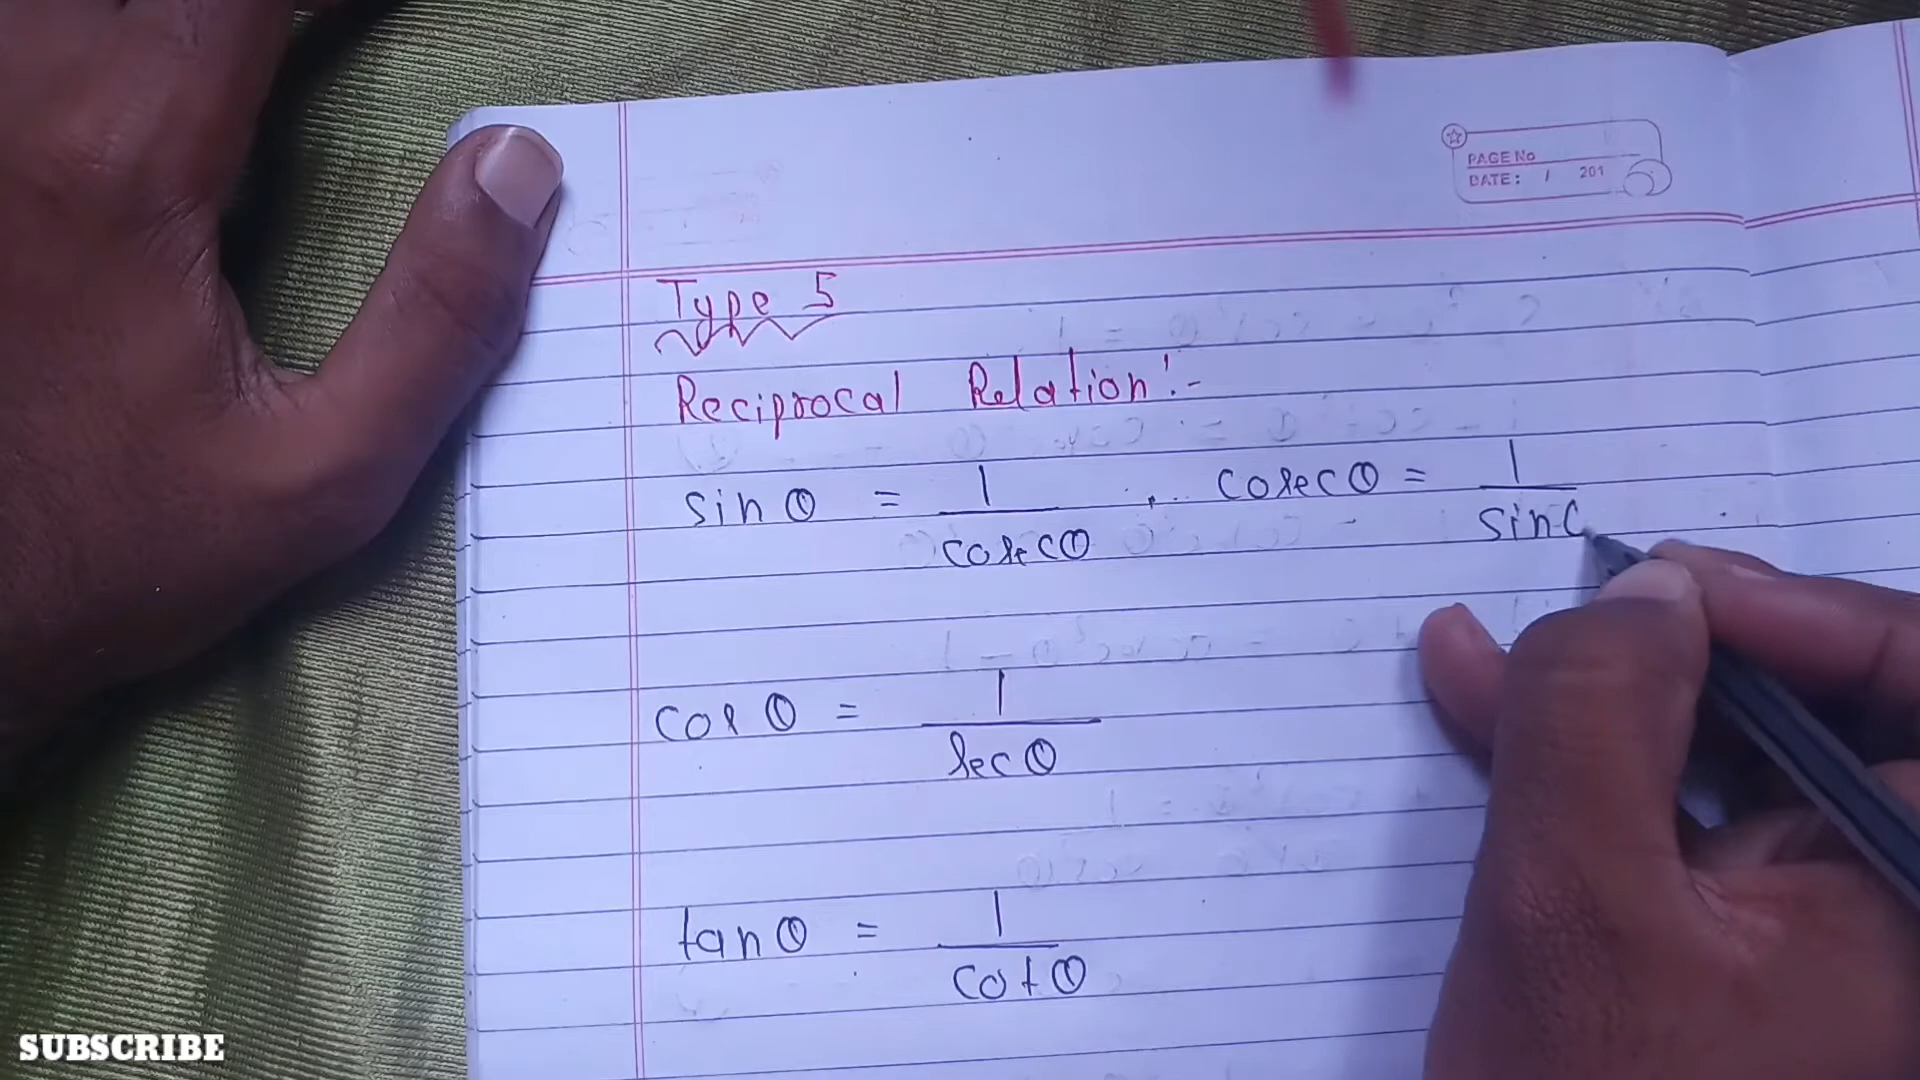 PAGE No
DATE: / 201
Type 5
Reciprocal Relation:-
sin θ = 1/cosec θ , cosec θ = 1/sin
cos θ = 1/sec θ
tan θ = 1/cot θ
SUBSCRIBE